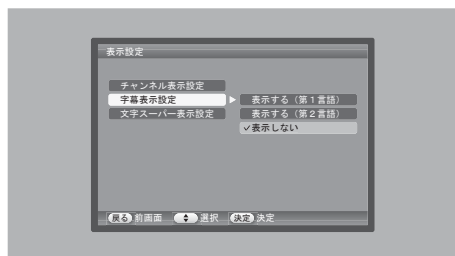 表示設定
チャンネル表示設定
字幕表示設定 ▶ 表示する（第1言語）
文字スーパー表示設定 表示する（第2言語）
✓表示しない
戻る 前画面 選択 決定 決定